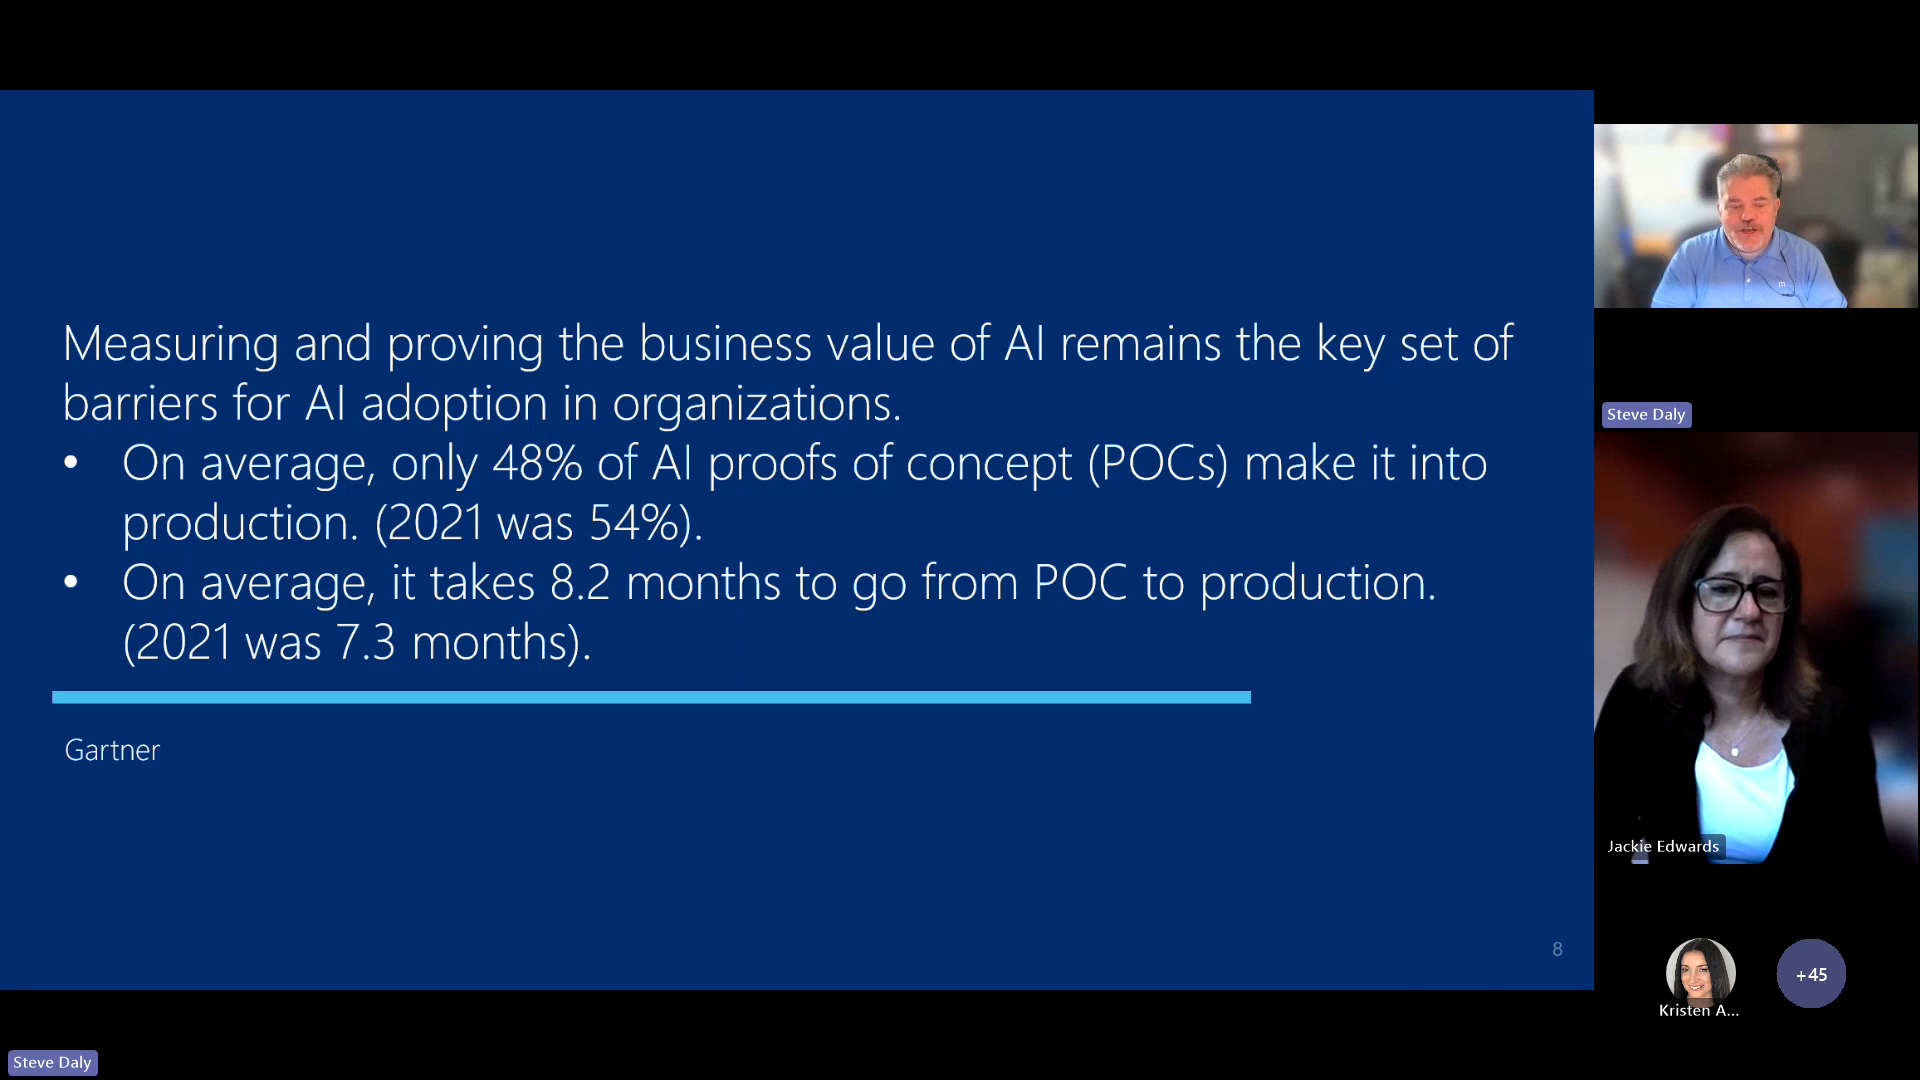 Measuring and proving the business value of AI remains the key set of
barriers for AI adoption in organizations.
• On average, only 48% of AI proofs of concept (POCs) make it into
production. (2021 was 54%).
• On average, it takes 8.2 months to go from POC to production.
(2021 was 7.3 months).
Gartner
8
Steve Daly
Jackie Edwards
Kristen A...
+45
Steve Daly